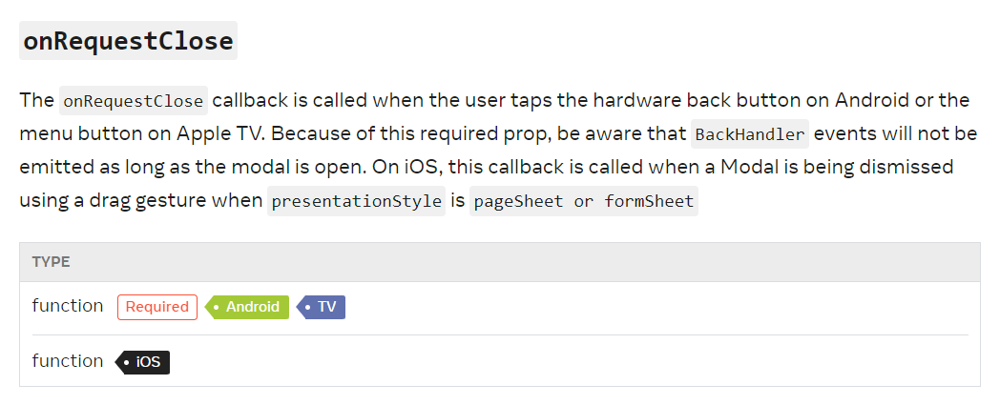 onRequestClose
The onRequestClose callback is called when the user taps the hardware back button on Android or the
menu button on Apple TV. Because of this required prop, be aware that BackHandler events will not be
emitted as long as the modal is open. On iOS, this callback is called when a Modal is being dismissed
using a drag gesture when presentationStyle is pageSheet or formSheet
TYPE
function Required Android TV
function iOS